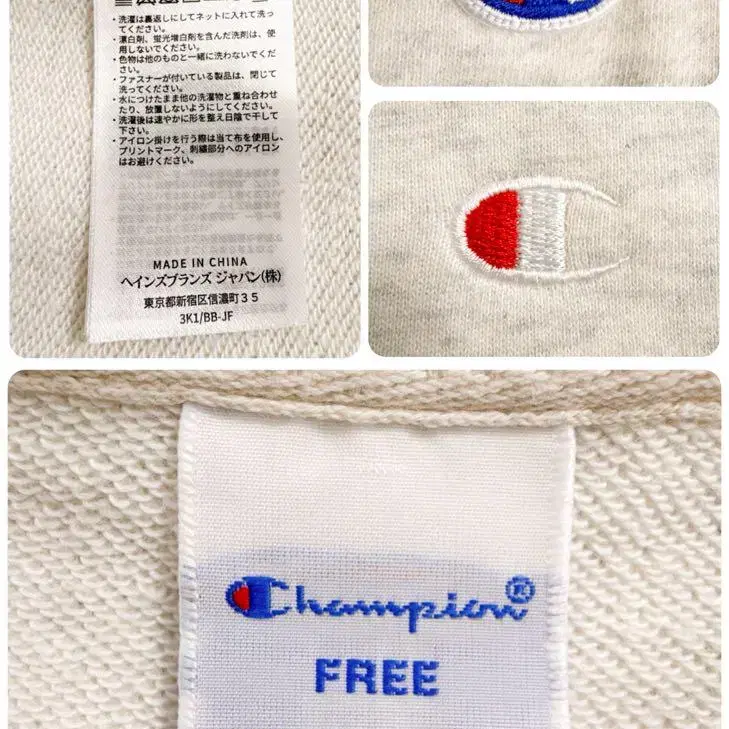 ・洗濯は裏返しにしてネットに入れて洗っ
てください。
・漂白剤、蛍光増白剤を含んだ洗剤は、使
用しないでください。
・色物は他のものと一緒に洗わないでくだ
さい。
・ファスナーが付いている製品は、閉じて
洗ってください。
・水につけたまま他の洗濯物と重ね合わせ
たり、放置しないようにしてください。
・洗濯後は速やかに形を整え日陰で干して
下さい。
・アイロン掛けを行う際は当て布を使用し、
プリントマーク、刺繍部分へのアイロン
はお避けください。
MADE IN CHINA
ヘインズブランズ ジャパン(株)
東京都新宿区信濃町35
3K1/BB-JF
Champion®
FREE